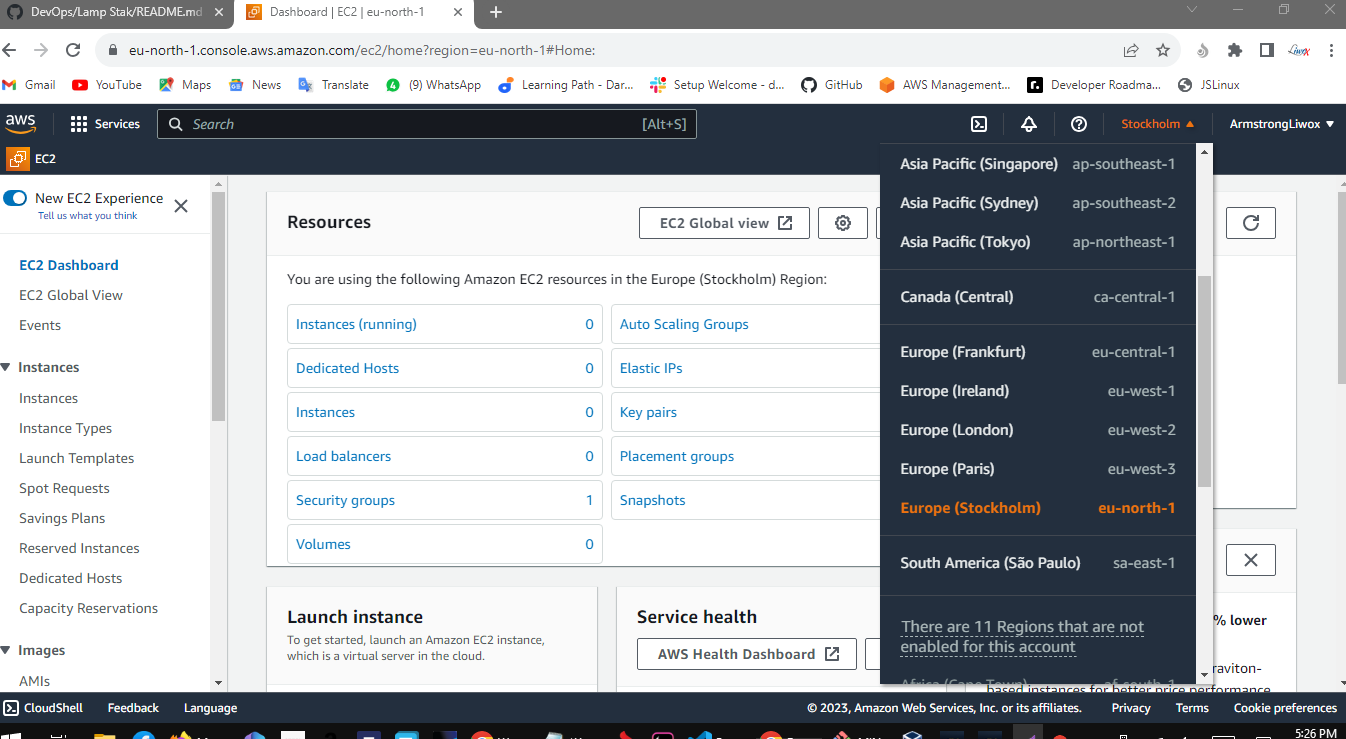 DevOps/Lamp Stak/README.md
Dashboard | EC2 | eu-north-1
eu-north-1.console.aws.amazon.com/ec2/home?region=eu-north-1#Home:
Gmail YouTube Maps News Translate (9) WhatsApp Learning Path - Dar... Setup Welcome - d... GitHub AWS Management... Developer Roadma... JSLinux
aws Services Search [Alt+S] Stockholm ArmstrongLiwox
EC2
New EC2 Experience
Tell us what you think
EC2 Dashboard
EC2 Global View
Events
Instances
Instances
Instance Types
Launch Templates
Spot Requests
Savings Plans
Reserved Instances
Dedicated Hosts
Capacity Reservations
Images
AMIs
Resources
EC2 Global view
You are using the following Amazon EC2 resources in the Europe (Stockholm) Region:
Instances (running) 0 Auto Scaling Groups
Dedicated Hosts 0 Elastic IPs
Instances 0 Key pairs
Load balancers 0 Placement groups
Security groups 1 Snapshots
Volumes 0
Launch instance
To get started, launch an Amazon EC2 instance,
which is a virtual server in the cloud.
Service health
AWS Health Dashboard
Asia Pacific (Singapore) ap-southeast-1
Asia Pacific (Sydney) ap-southeast-2
Asia Pacific (Tokyo) ap-northeast-1
Canada (Central) ca-central-1
Europe (Frankfurt) eu-central-1
Europe (Ireland) eu-west-1
Europe (London) eu-west-2
Europe (Paris) eu-west-3
Europe (Stockholm) eu-north-1
South America (São Paulo) sa-east-1
There are 11 Regions that are not
enabled for this account
Africa (Cape Town) af-south-1
% lower
raviton-
based instances for better price performance
CloudShell Feedback Language © 2023, Amazon Web Services, Inc. or its affiliates. Privacy Terms Cookie preferences
5:26 PM